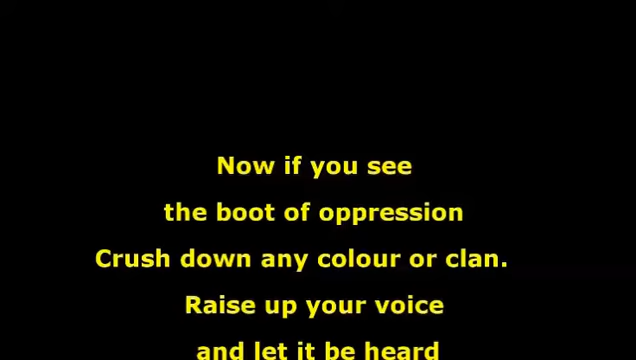 Now if you see
the boot of oppression
Crush down any colour or clan.
Raise up your voice
and let it be heard